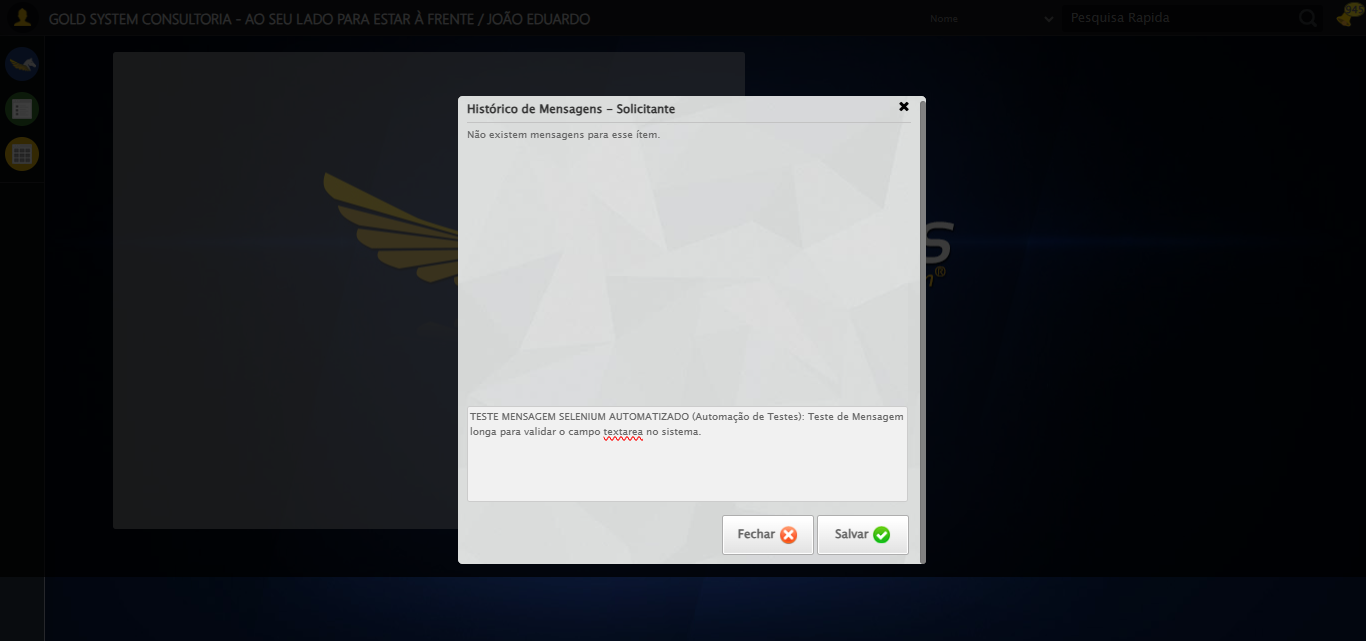 GOLD SYSTEM CONSULTORIA - AO SEU LADO PARA ESTAR À FRENTE / JOÃO EDUARDO
Nome
Pesquisa Rapida
Histórico de Mensagens - Solicitante
Não existem mensagens para esse ítem.
S
m®
TESTE MENSAGEM SELENIUM AUTOMATIZADO (Automação de Testes): Teste de Mensagem
longa para validar o campo textarea no sistema.
Fechar
Salvar